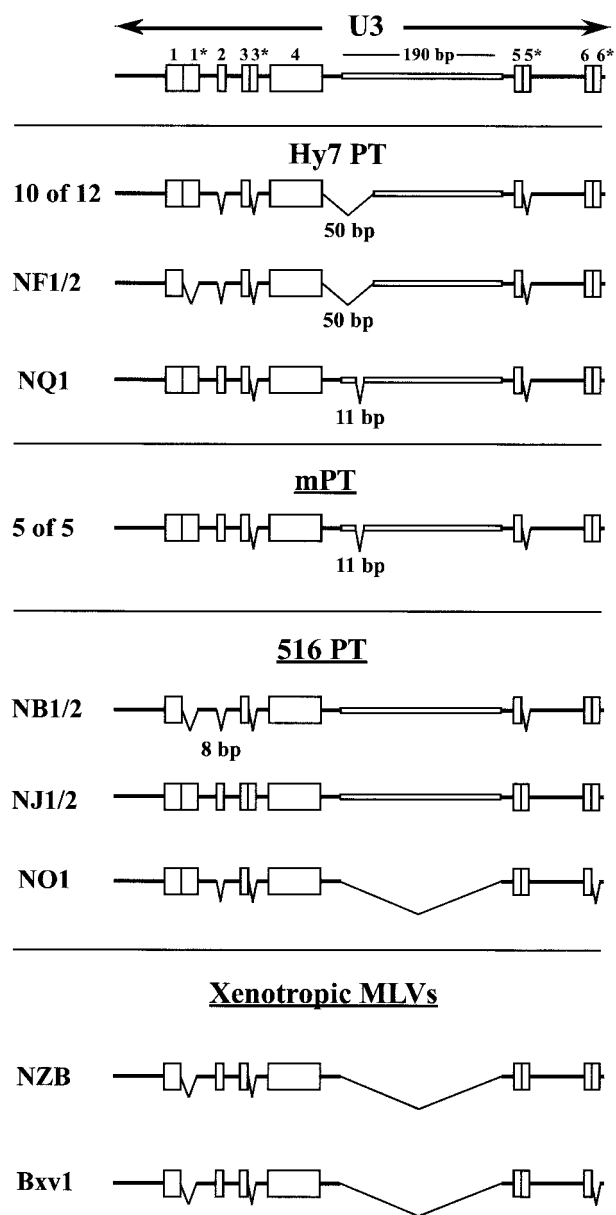 U3
1 1* 2 3 3* 4 190 bp 5 5* 6 6*
Hy7 PT
10 of 12
50 bp
NF1/2
50 bp
NQ1
11 bp
mPT
5 of 5
11 bp
516 PT
NB1/2
8 bp
NJ1/2
NO1
Xenotropic MLVs
NZB
Bxv1